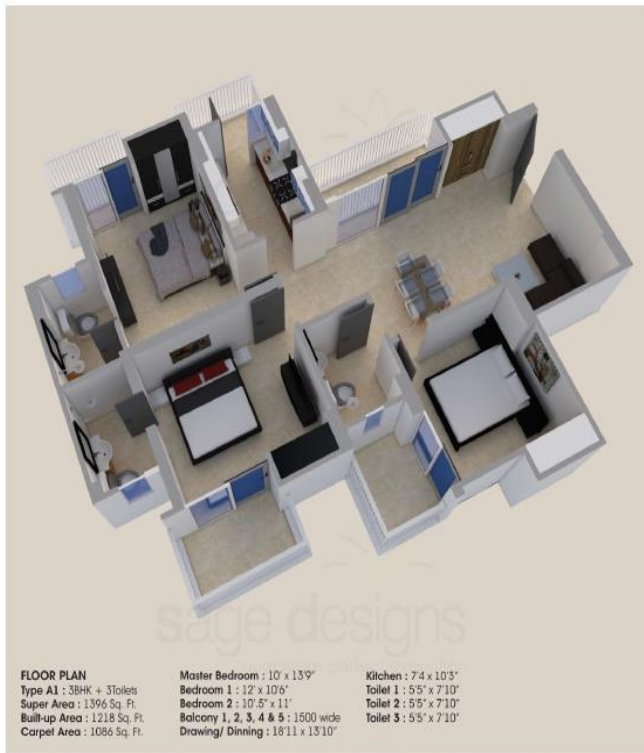 sage designs
FLOOR PLAN
Type A1 : 3BHK + 3Toilets
Super Area : 1396 Sq. Ft.
Built-up Area : 1218 Sq. Ft.
Carpet Area : 1086 Sq. Ft.
Master Bedroom : 10' x 13'9"
Bedroom 1 : 12' x 10'6"
Bedroom 2 : 10'.5" x 11'
Balcony 1, 2, 3, 4 & 5 : 1500 wide
Drawing/ Dinning : 18'11 x 13'10"
Kitchen : 7'4 x 10'3"
Toilet 1 : 5'5" x 7'10"
Toilet 2 : 5'5" x 7'10"
Toilet 3 : 5'5" x 7'10"